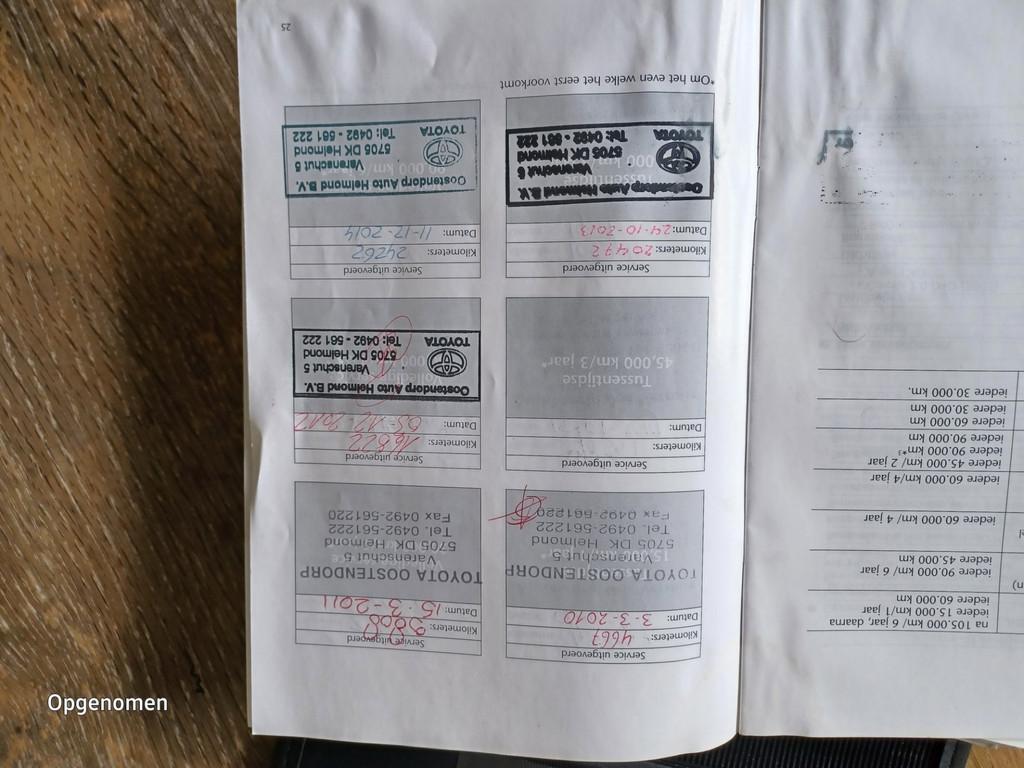 na 105.000 km/ 6 jaar, daarna
iedere 15.000 km/1 jaar
iedere 60.000 km
iedere 90.000 km/ 6 jaar
iedere 45.000 km
iedere 60.000 km / 4 jaar
iedere 60.000 km/4 jaar
iedere 45.000 km/ 2 jaar
iedere 90.000 km*3
iedere 90.000 km
iedere 60.000 km
iedere 30.000 km
iedere 30.000 km.
Service uitgevoerd
Kilometers: 4667
Datum: 3-3-2010
TOYOTA OOSTENDORP
Varenschut 5
5705 DK Helmond
Tel. 0492-561222
Fax 0492-561220
Service uitgevoerd
Kilometers:
Datum: 15-3-2011
TOYOTA OOSTENDORP
Varenschut 5
5705 DK Helmond
Tel. 0492-561222
Fax 0492-561220
Service uitgevoerd
Kilometers:
Datum:
Tussentijdse
45.000 km/3 jaar*
Service uitgevoerd
Kilometers: 16822
Datum: 05-12-2012
Oostendorp Auto Helmond B.V.
Varenschut 5
5705 DK Helmond
Tel: 0492 - 561 222
TOYOTA
Service uitgevoerd
Kilometers: 20472
Datum: 24-10-2013
Oostendorp Auto Helmond B.V.
Varenschut 5
5705 DK Helmond
Tel: 0492 - 561 222
TOYOTA
Service uitgevoerd
Kilometers: 24262
Datum: 11-12-2014
Oostendorp Auto Helmond B.V.
Varenschut 5
5705 DK Helmond
Tel: 0492 - 561 222
TOYOTA
*Om het even welke het eerst voorkomt
25
Opgenomen